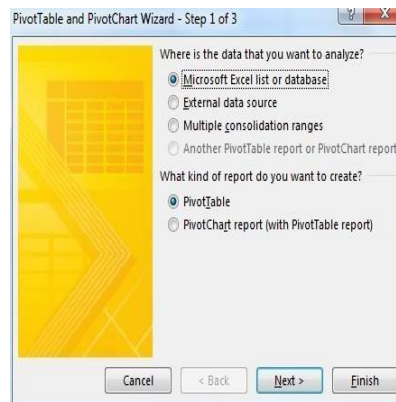 PivotTable and PivotChart Wizard - Step 1 of 3
? X
Where is the data that you want to analyze?
Microsoft Excel list or database
External data source
Multiple consolidation ranges
Another PivotTable report or PivotChart report
What kind of report do you want to create?
PivotTable
PivotChart report (with PivotTable report)
Cancel < Back Next > Finish